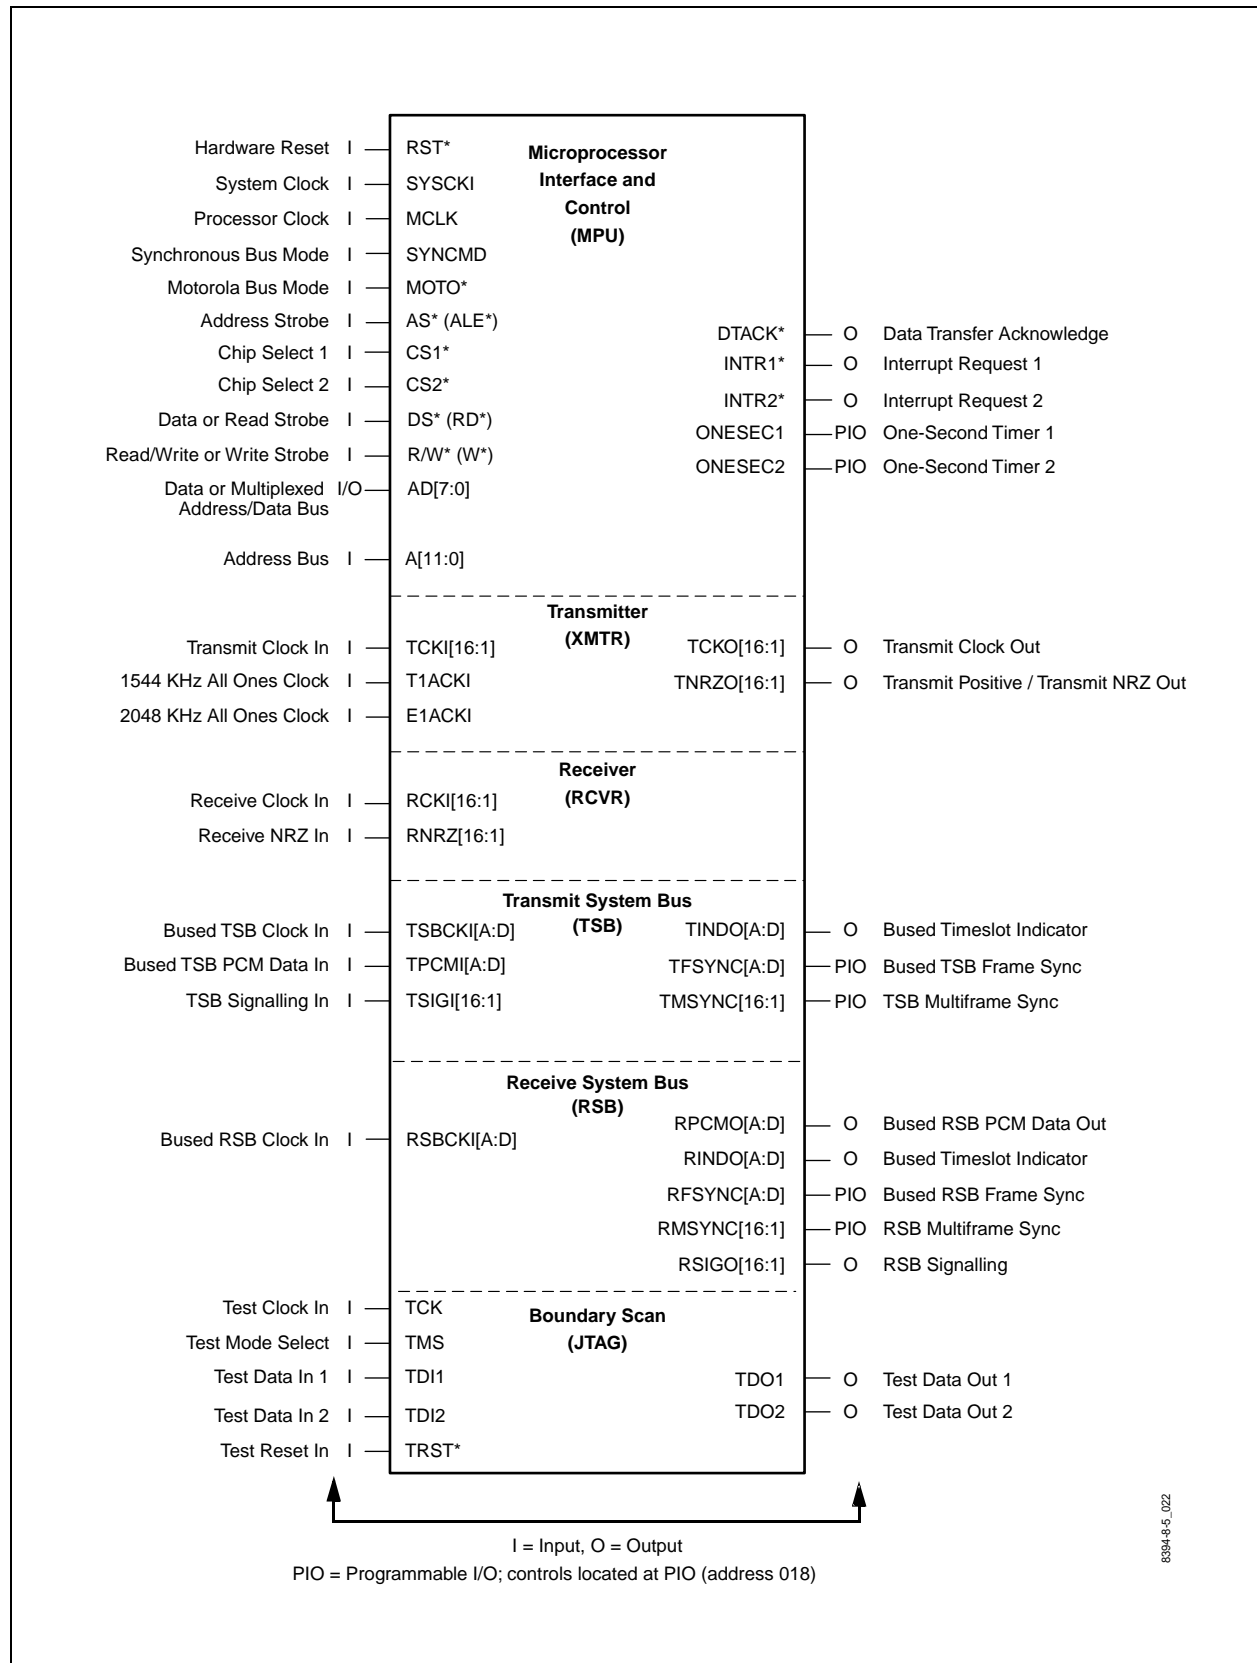 Microprocessor
Interface and
Control
(MPU)
Hardware Reset I RST*
System Clock I SYSCKI
Processor Clock I MCLK
Synchronous Bus Mode I SYNCMD
Motorola Bus Mode I MOTO*
Address Strobe I AS* (ALE*)
Chip Select 1 I CS1*
Chip Select 2 I CS2*
Data or Read Strobe I DS* (RD*)
Read/Write or Write Strobe I R/W* (W*)
Data or Multiplexed I/O AD[7:0]
Address/Data Bus
Address Bus I A[11:0]
DTACK* O Data Transfer Acknowledge
INTR1* O Interrupt Request 1
INTR2* O Interrupt Request 2
ONESEC1 PIO One-Second Timer 1
ONESEC2 PIO One-Second Timer 2
Transmitter
(XMTR)
Transmit Clock In I TCKI[16:1]
1544 KHz All Ones Clock I T1ACKI
2048 KHz All Ones Clock I E1ACKI
TCKO[16:1] O Transmit Clock Out
TNRZO[16:1] O Transmit Positive / Transmit NRZ Out
Receiver
(RCVR)
Receive Clock In I RCKI[16:1]
Receive NRZ In I RNRZ[16:1]
Transmit System Bus
(TSB)
Bused TSB Clock In I TSBCKI[A:D]
Bused TSB PCM Data In I TPCMI[A:D]
TSB Signalling In I TSIGI[16:1]
TINDO[A:D] O Bused Timeslot Indicator
TFSYNC[A:D] PIO Bused TSB Frame Sync
TMSYNC[16:1] PIO TSB Multiframe Sync
Receive System Bus
(RSB)
Bused RSB Clock In I RSBCKI[A:D]
RPCMO[A:D] O Bused RSB PCM Data Out
RINDO[A:D] O Bused Timeslot Indicator
RFSYNC[A:D] PIO Bused RSB Frame Sync
RMSYNC[16:1] PIO RSB Multiframe Sync
RSIGO[16:1] O RSB Signalling
Boundary Scan
(JTAG)
Test Clock In I TCK
Test Mode Select I TMS
Test Data In 1 I TDI1
Test Data In 2 I TDI2
Test Reset In I TRST*
TDO1 O Test Data Out 1
TDO2 O Test Data Out 2
I = Input, O = Output
PIO = Programmable I/O; controls located at PIO (address 018)
8394-8-5_022